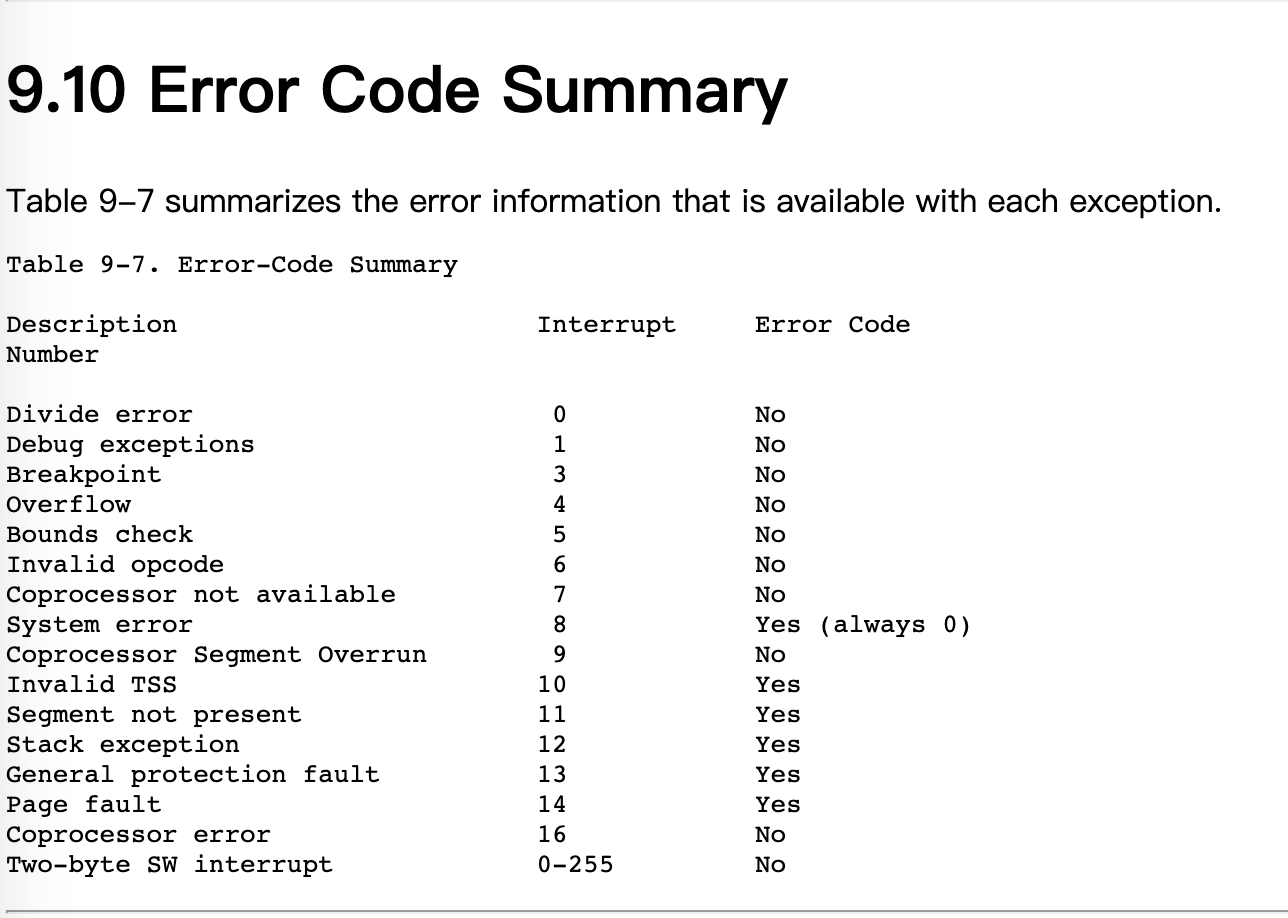 9.10 Error Code Summary
Table 9–7 summarizes the error information that is available with each exception.
Table 9-7. Error-Code Summary
Description Interrupt Error Code
Number
Divide error 0 No
Debug exceptions 1 No
Breakpoint 3 No
Overflow 4 No
Bounds check 5 No
Invalid opcode 6 No
Coprocessor not available 7 No
System error 8 Yes (always 0)
Coprocessor Segment Overrun 9 No
Invalid TSS 10 Yes
Segment not present 11 Yes
Stack exception 12 Yes
General protection fault 13 Yes
Page fault 14 Yes
Coprocessor error 16 No
Two-byte SW interrupt 0-255 No